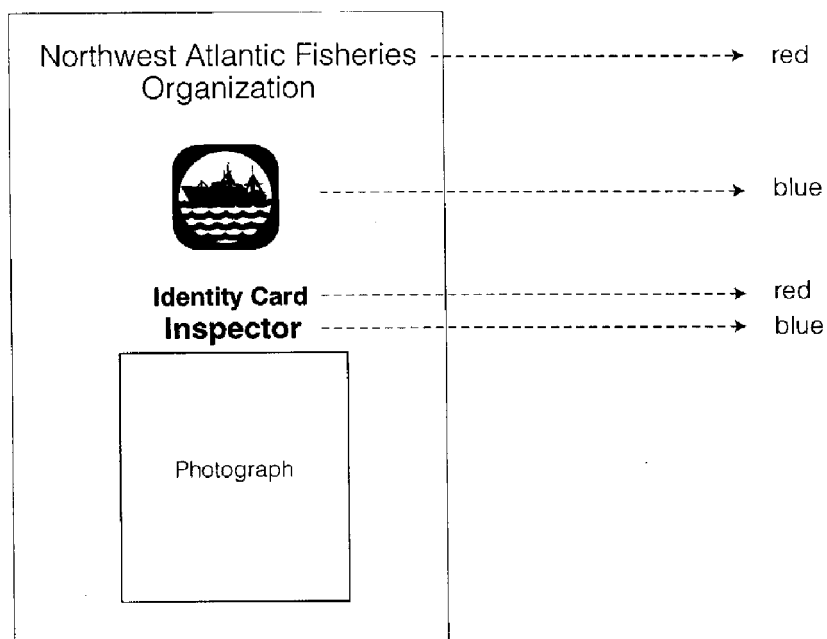 Northwest Atlantic Fisheries red
Organization
blue
Identity Card red
Inspector blue
Photograph